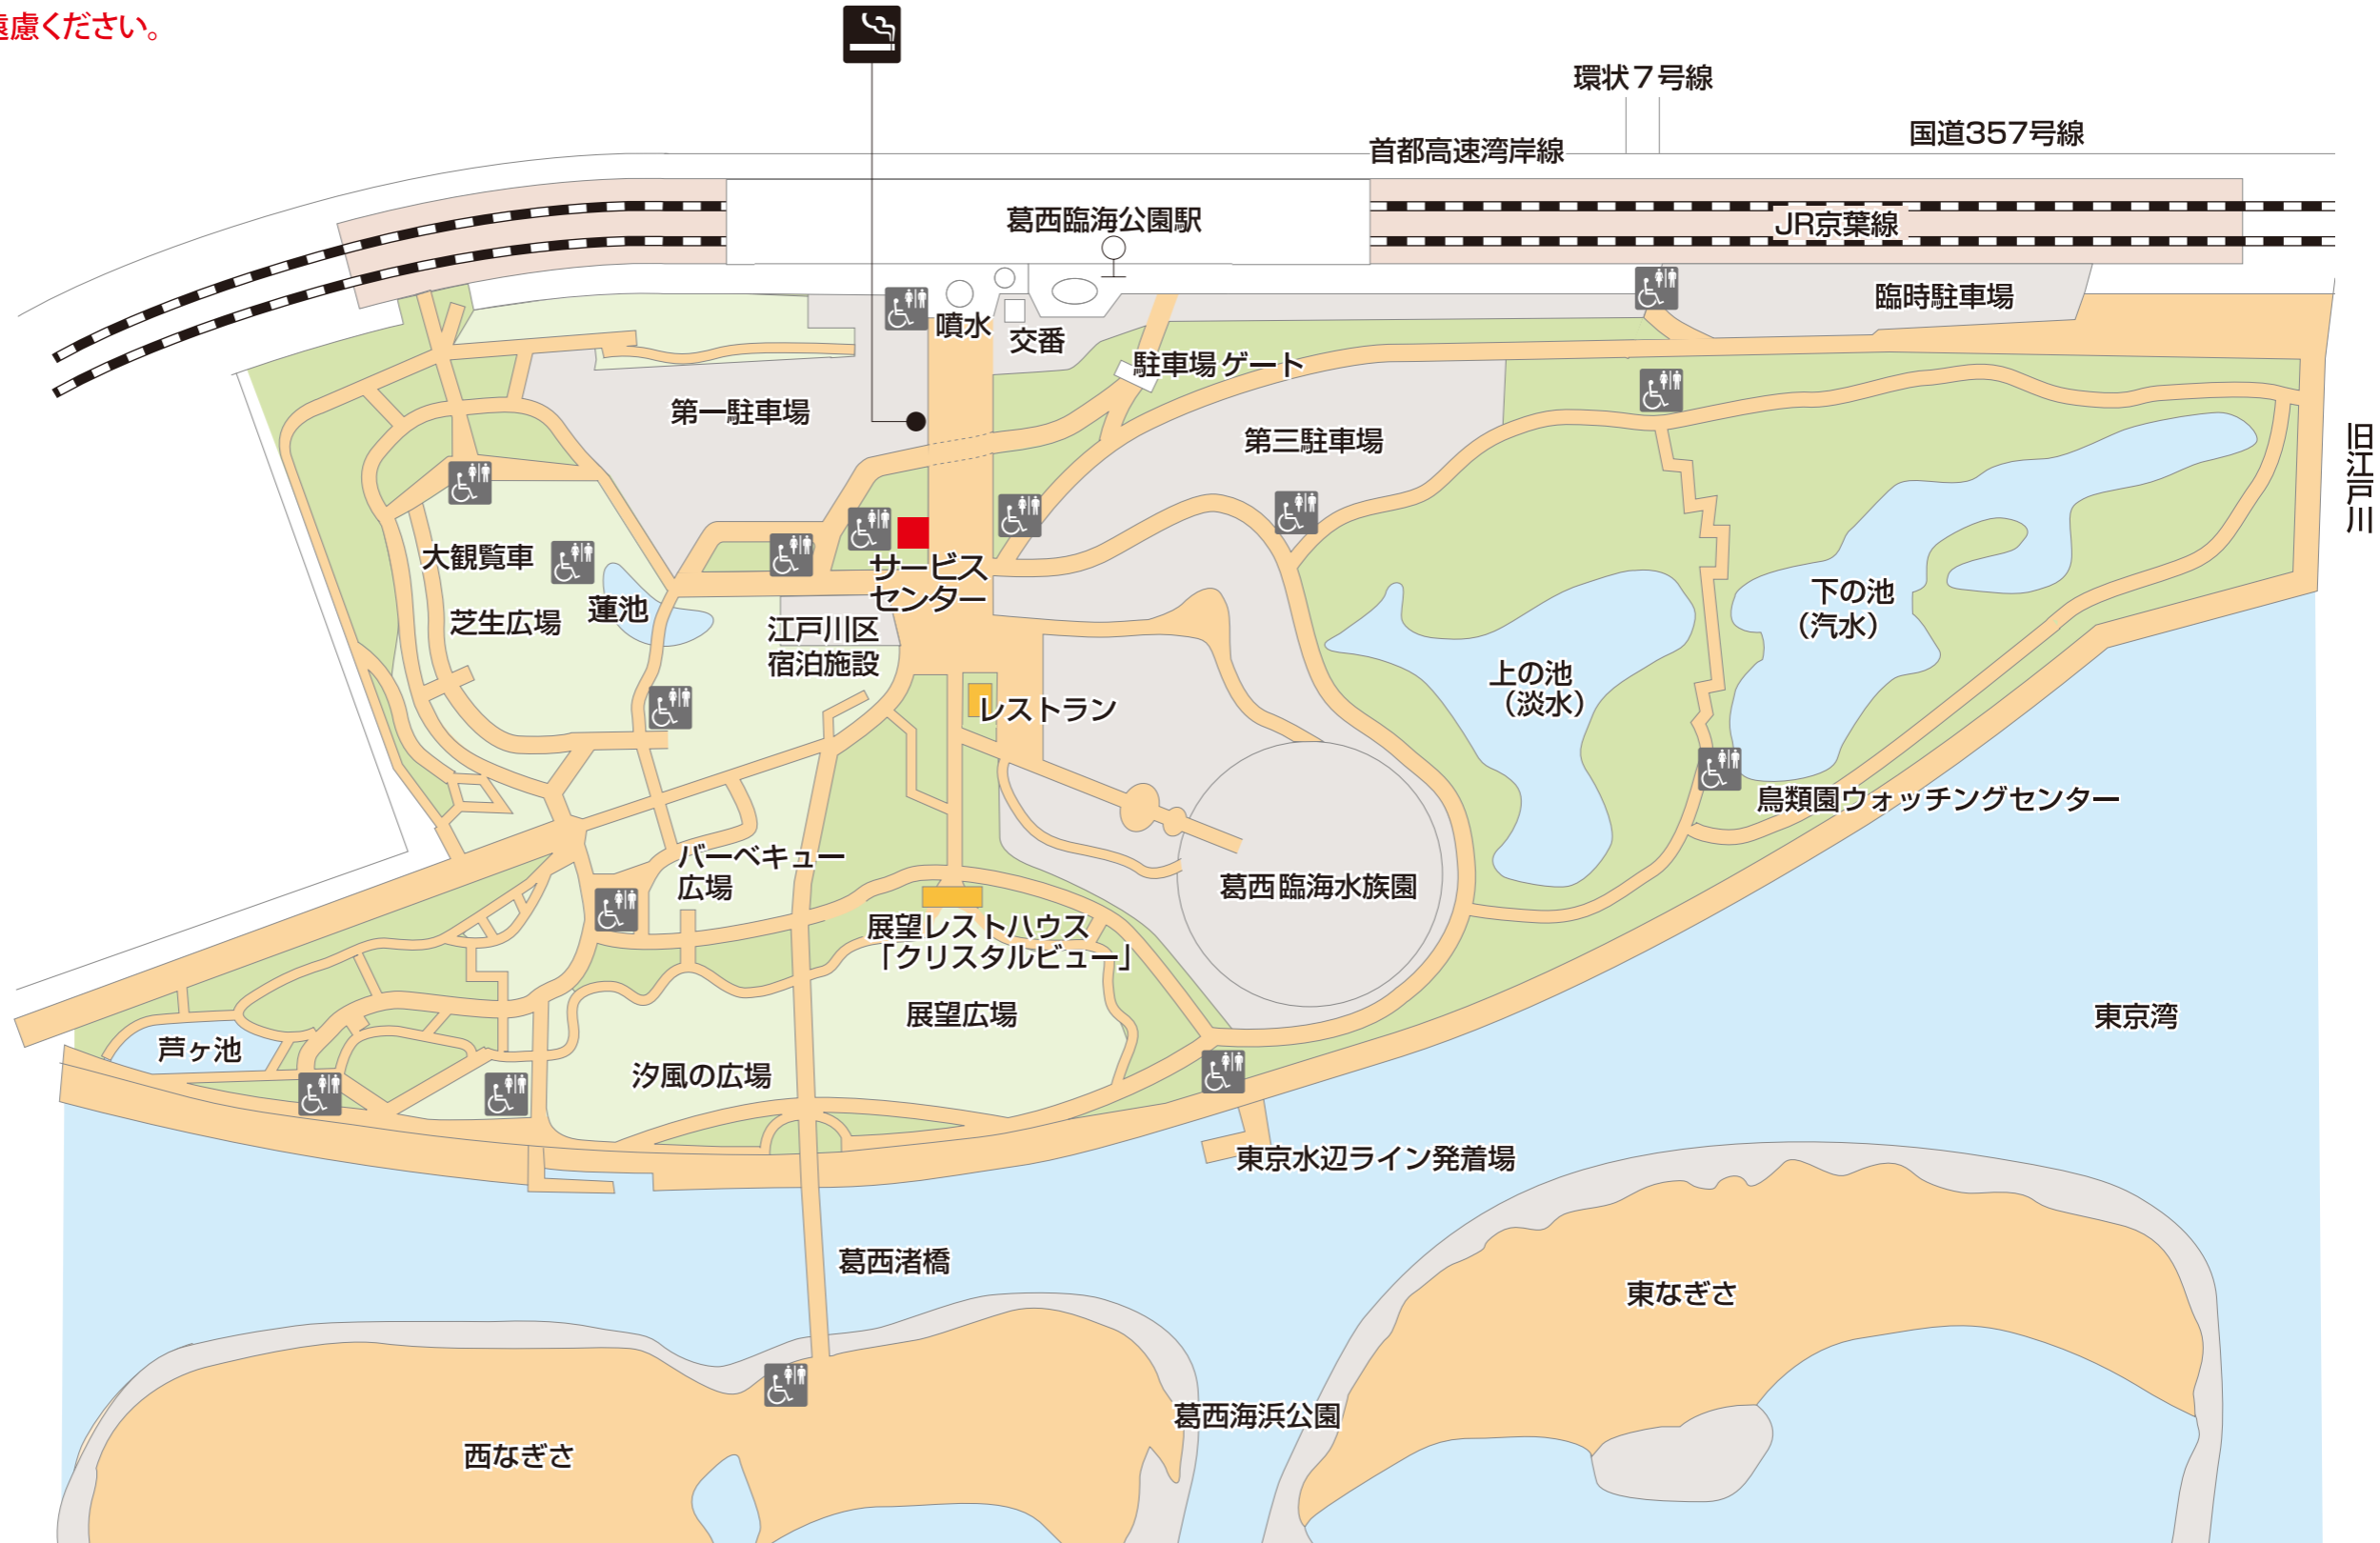 慮ください。
環状７号線
国道357号線
首都高速湾岸線
葛西臨海公園駅
JR京葉線
臨時駐車場
噴水
交番
駐車場ゲート
第一駐車場
第三駐車場
旧江戸川
大観覧車
サービス
センター
芝生広場
蓮池
江戸川区
宿泊施設
下の池
（汽水）
上の池
（淡水）
レストラン
鳥類園ウォッチングセンター
バーベキュー
広場
葛西臨海水族園
展望レストハウス
「クリスタルビュー」
展望広場
東京湾
芦ヶ池
汐風の広場
東京水辺ライン発着場
葛西渚橋
東なぎさ
葛西海浜公園
西なぎさ